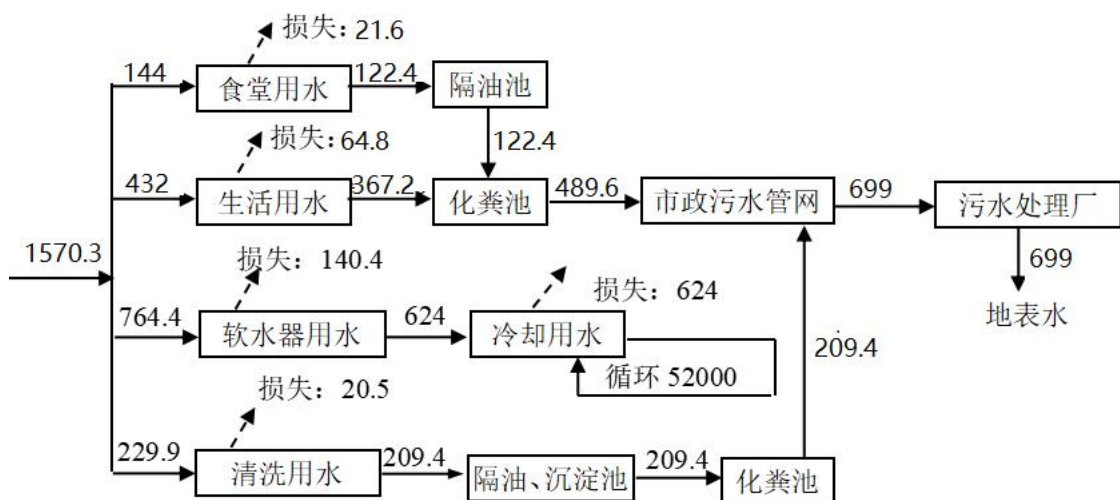 损失：21.6
144
食堂用水
122.4
隔油池
122.4
损失：64.8
432
生活用水
367.2
化粪池
489.6
市政污水管网
699
污水处理厂
699
地表水
1570.3
损失：140.4
764.4
软水器用水
624
冷却用水
损失：624
循环 52000
209.4
损失：20.5
229.9
清洗用水
209.4
隔油、沉淀池
209.4
化粪池